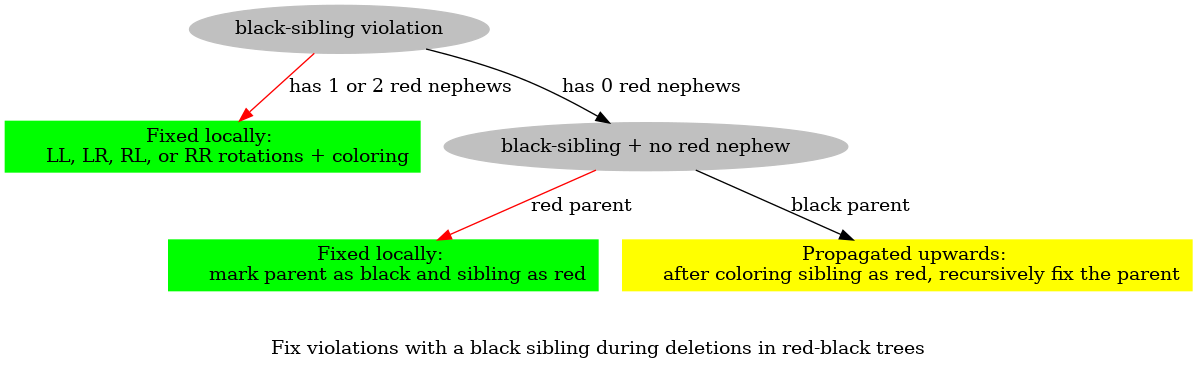 black-sibling violation
has 1 or 2 red nephews
has 0 red nephews
Fixed locally:
LL, LR, RL, or RR rotations + coloring
black-sibling + no red nephew
red parent
black parent
Fixed locally:
mark parent as black and sibling as red
Propagated upwards:
after coloring sibling as red, recursively fix the parent
Fix violations with a black sibling during deletions in red-black trees